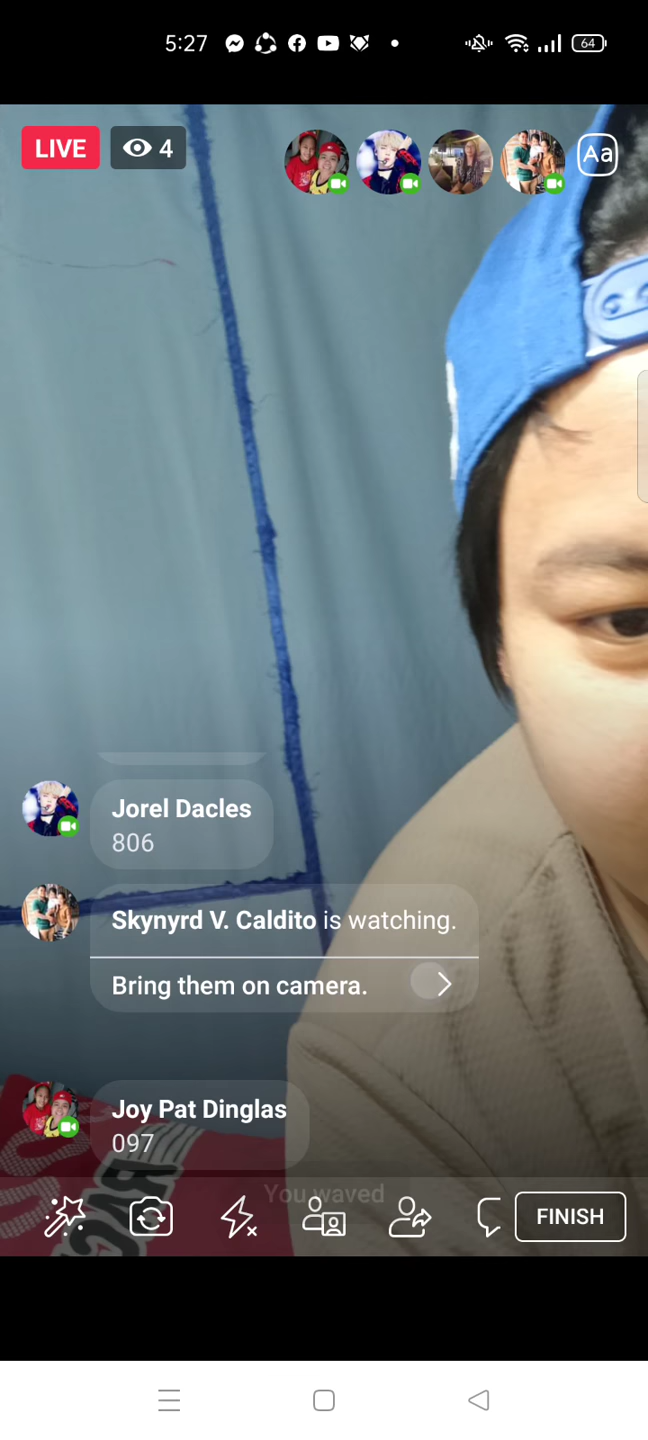 5:27
64
LIVE
4
Aa
Jorel Dacles
806
Skynyrd V. Caldito is watching.
Bring them on camera.
Joy Pat Dinglas
097
You waved
FINISH